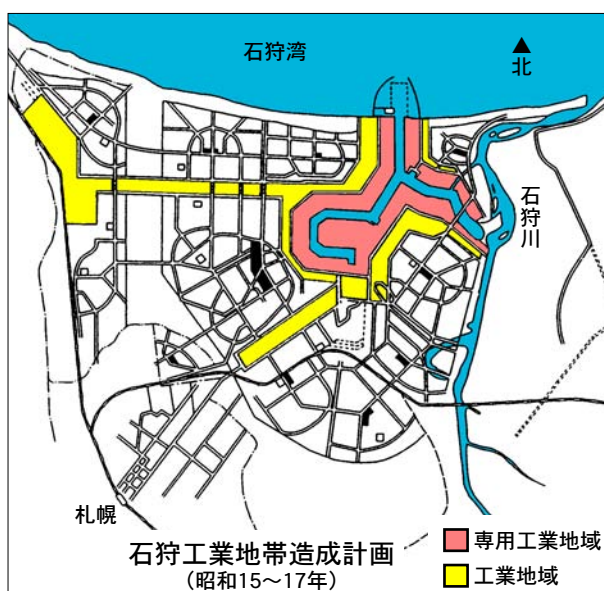 石狩湾
▲
北
石狩川
札幌
石狩工業地帯造成計画
(昭和15～17年)
専用工業地域
工業地域